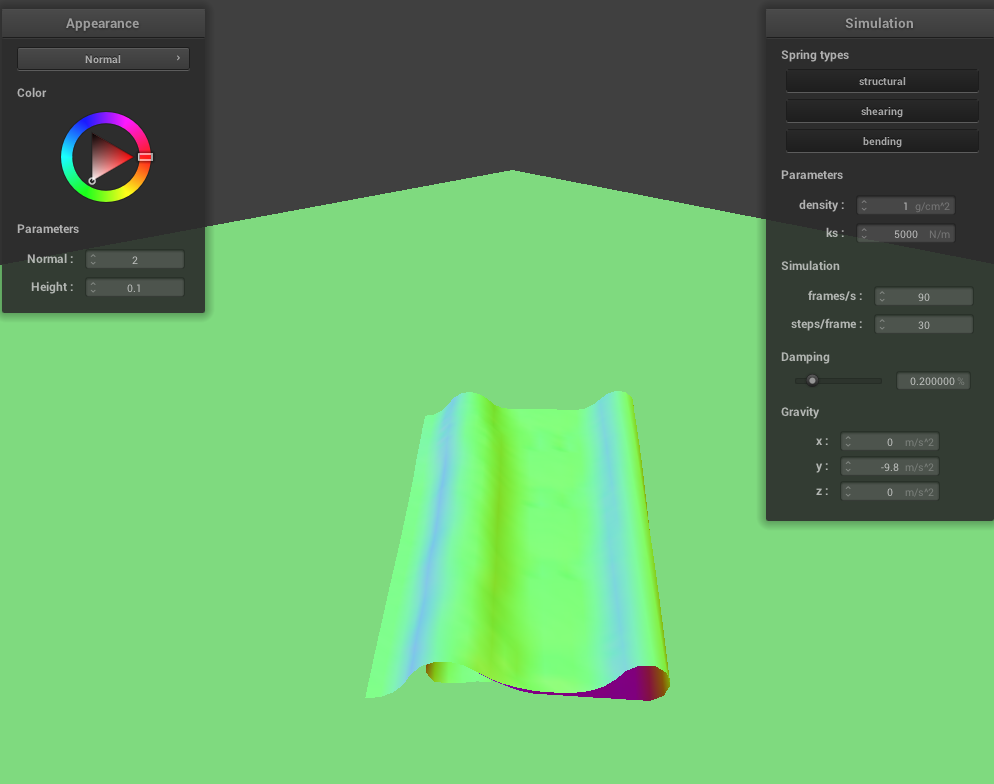 Appearance
Normal
Color
Parameters
Normal : 2
Height : 0.1
Simulation
Spring types
structural
shearing
bending
Parameters
density : 1 g/cm^2
ks : 5000 N/m
Simulation
frames/s : 90
steps/frame : 30
Damping
0.200000 %
Gravity
x : 0 m/s^2
y : -9.8 m/s^2
z : 0 m/s^2